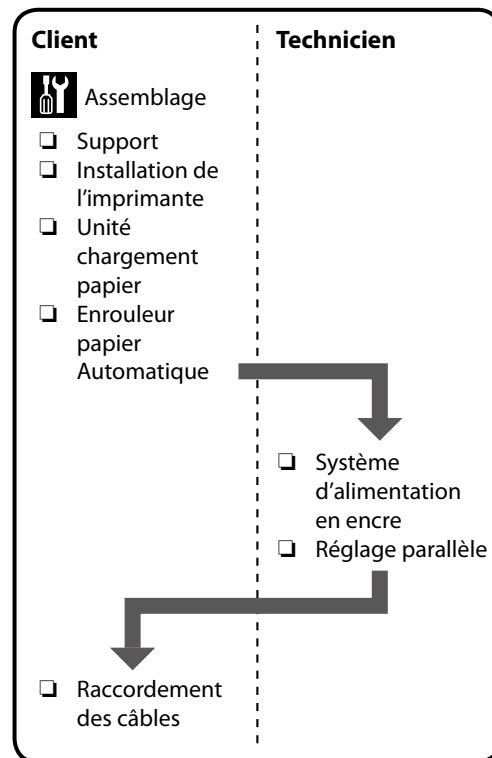 Client
Technicien
Assemblage
❏ Support
❏ Installation de
l’imprimante
❏ Unité
chargement
papier
❏ Enrouleur
papier
Automatique
❏ Système
d’alimentation
en encre
❏ Réglage parallèle
❏ Raccordement
des câbles